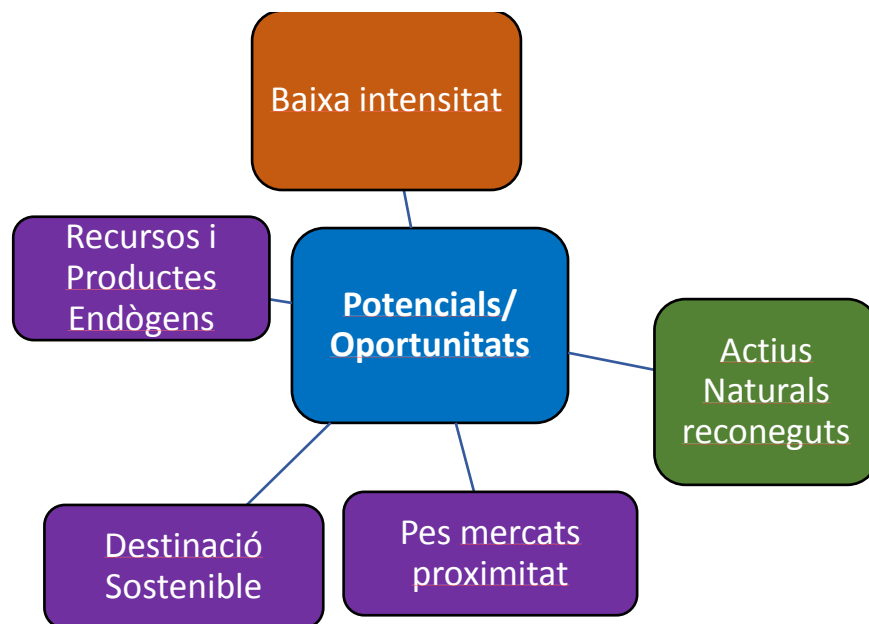 Baixa intensitat
Recursos i
Productes
Endògens
Potencials/
Oportunitats
Actius
Naturals
reconeguts
Destinació
Sostenible
Pes mercats
proximitat